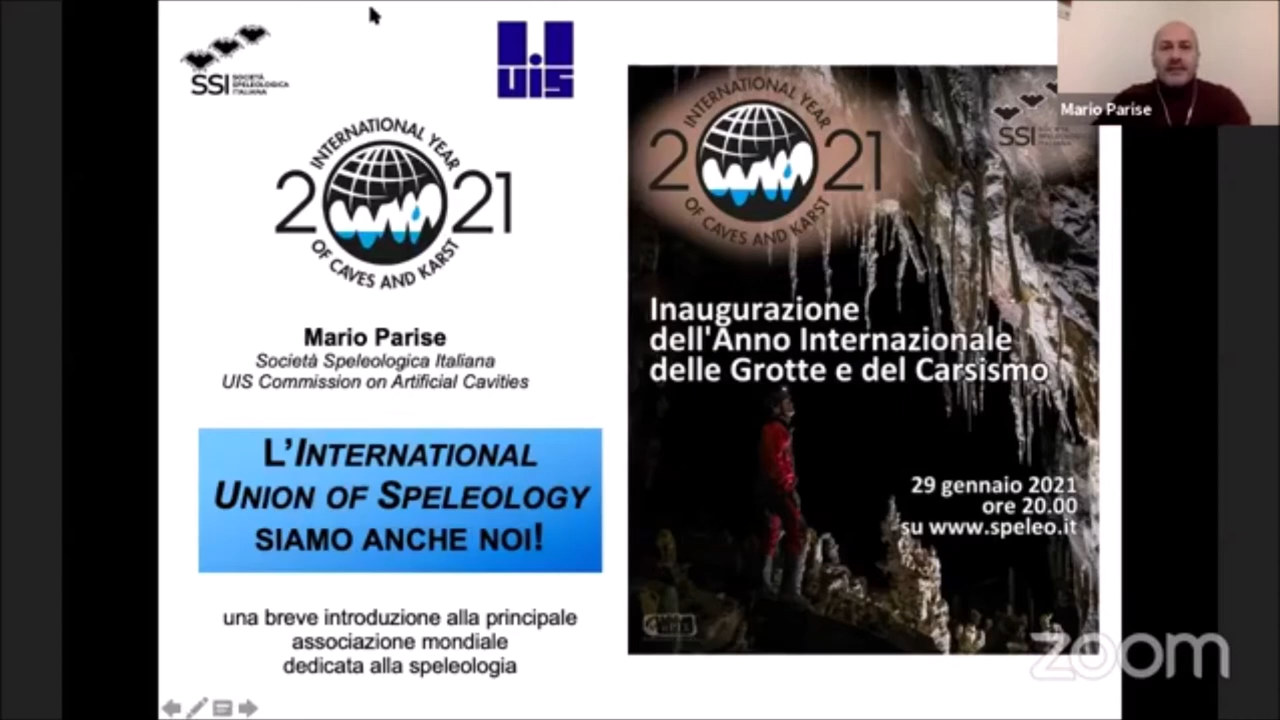 SSI SOCIETÀ
SPELEOLOGICA
ITALIANA
UIS
INTERNATIONAL YEAR
2021
OF CAVES AND KARST
Mario Parise
Società Speleologica Italiana
UIS Commission on Artificial Cavities
L'INTERNATIONAL
UNION OF SPELEOLOGY
SIAMO ANCHE NOI!
una breve introduzione alla principale
associazione mondiale
dedicata alla speleologia
INTERNATIONAL YEAR
2021
OF CAVES AND KARST
SSI
Inaugurazione
dell'Anno Internazionale
delle Grotte e del Carsismo
29 gennaio 2021
ore 20.00
su www.speleo.it
Mario Parise
zoom